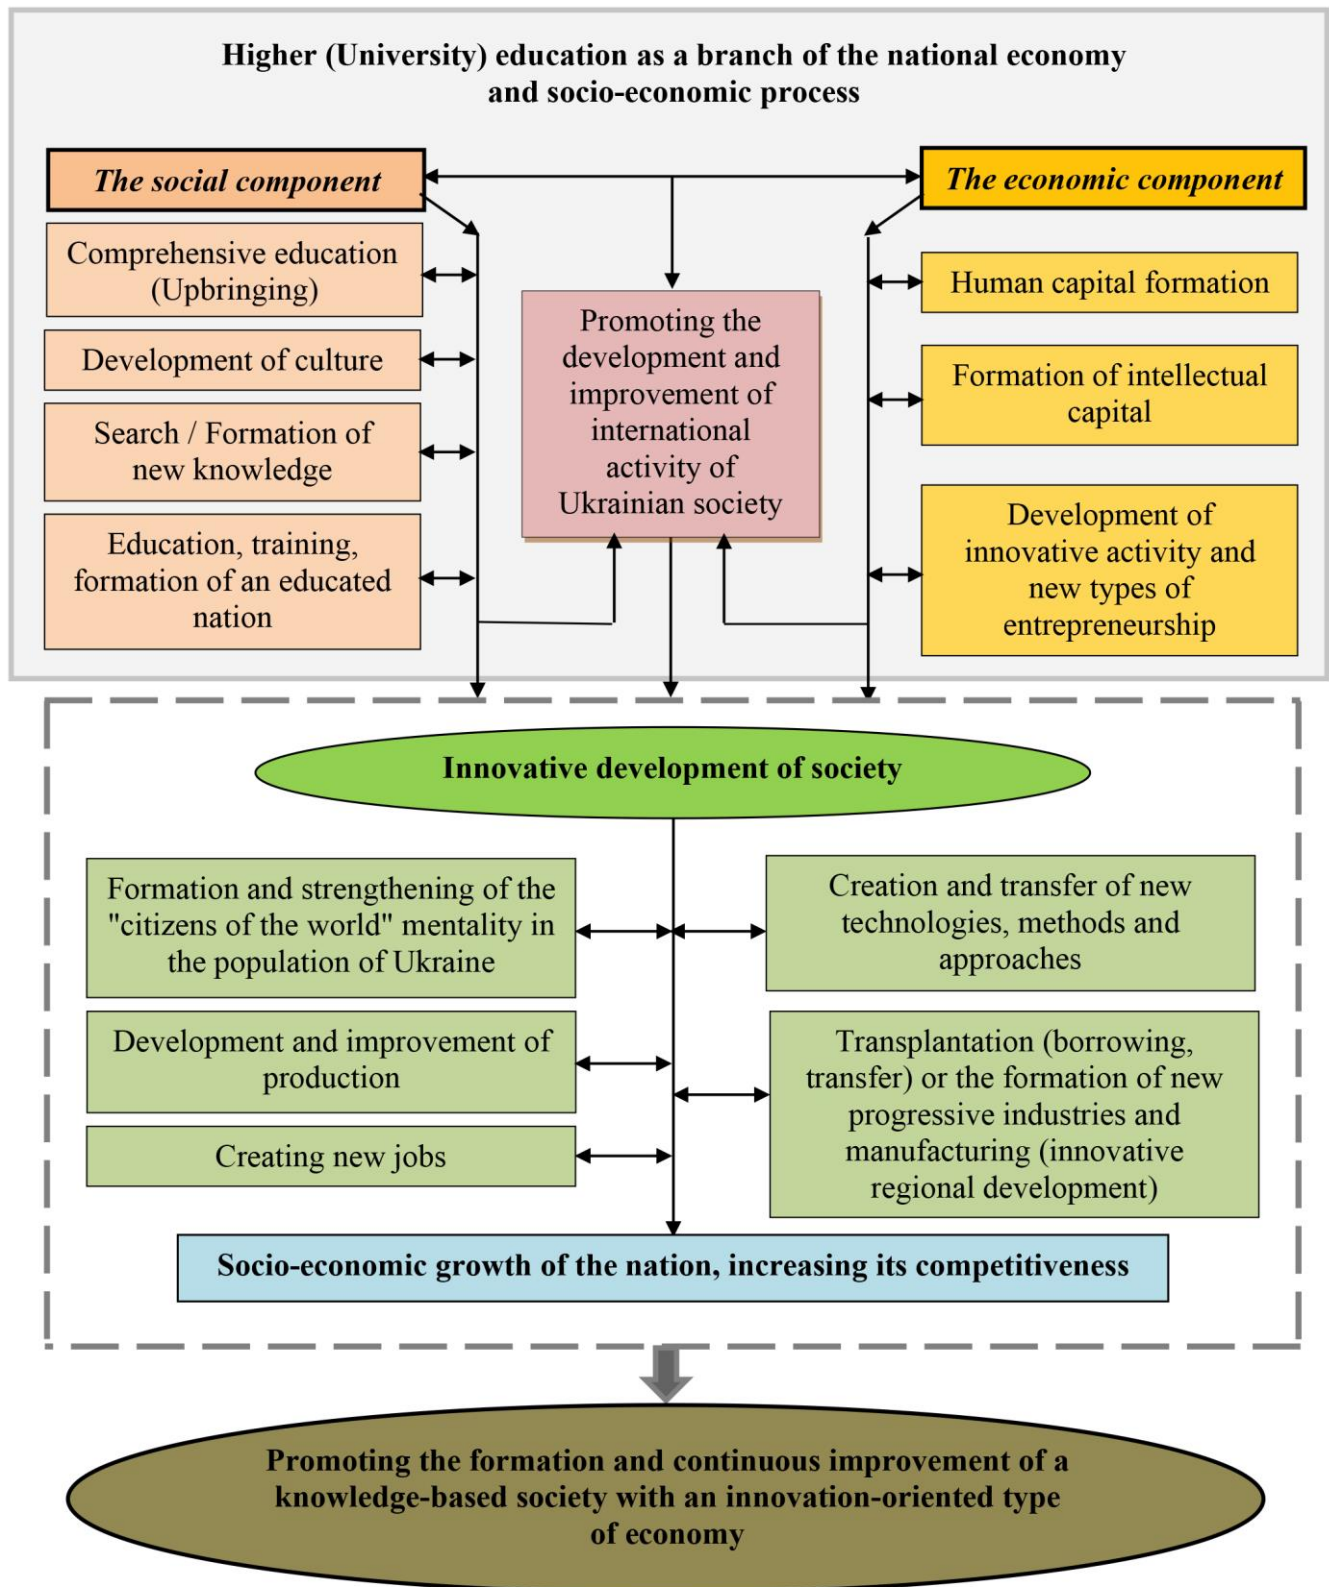 Higher (University) education as a branch of the national economy
and socio-economic process
The social component
The economic component
Comprehensive education
(Upbringing)
Development of culture
Search / Formation of
new knowledge
Education, training,
formation of an educated
nation
Promoting the
development and
improvement of
international
activity of
Ukrainian society
Human capital formation
Formation of intellectual
capital
Development of
innovative activity and
new types of
entrepreneurship
Innovative development of society
Formation and strengthening of the
"citizens of the world" mentality in
the population of Ukraine
Development and improvement of
production
Creating new jobs
Creation and transfer of new
technologies, methods and
approaches
Transplantation (borrowing,
transfer) or the formation of new
progressive industries and
manufacturing (innovative
regional development)
Socio-economic growth of the nation, increasing its competitiveness
Promoting the formation and continuous improvement of a
knowledge-based society with an innovation-oriented type
of economy